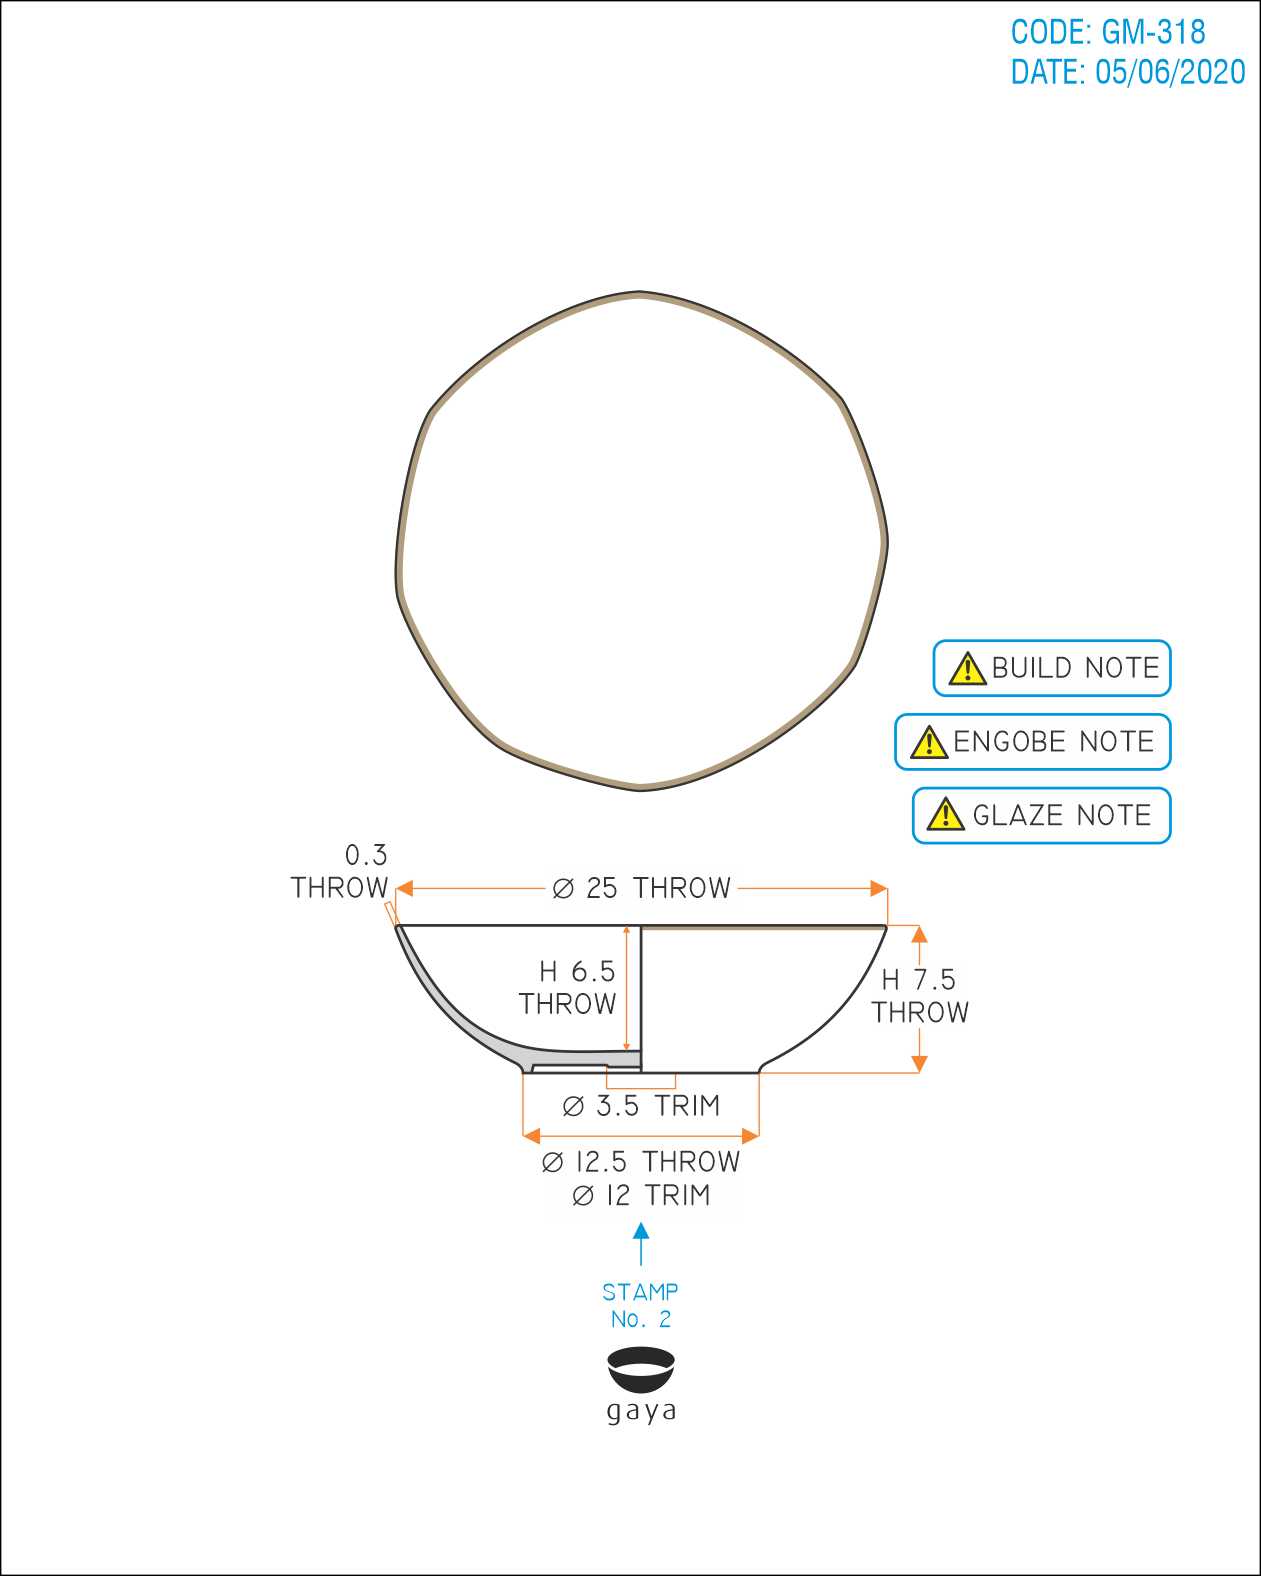 CODE: GM-318
DATE: 05/06/2020
BUILD NOTE
ENGOBE NOTE
GLAZE NOTE
0.3
THROW
Ø 25 THROW
H 6.5
THROW
H 7.5
THROW
Ø 3.5 TRIM
Ø 12.5 THROW
Ø 12 TRIM
STAMP
No. 2
gaya